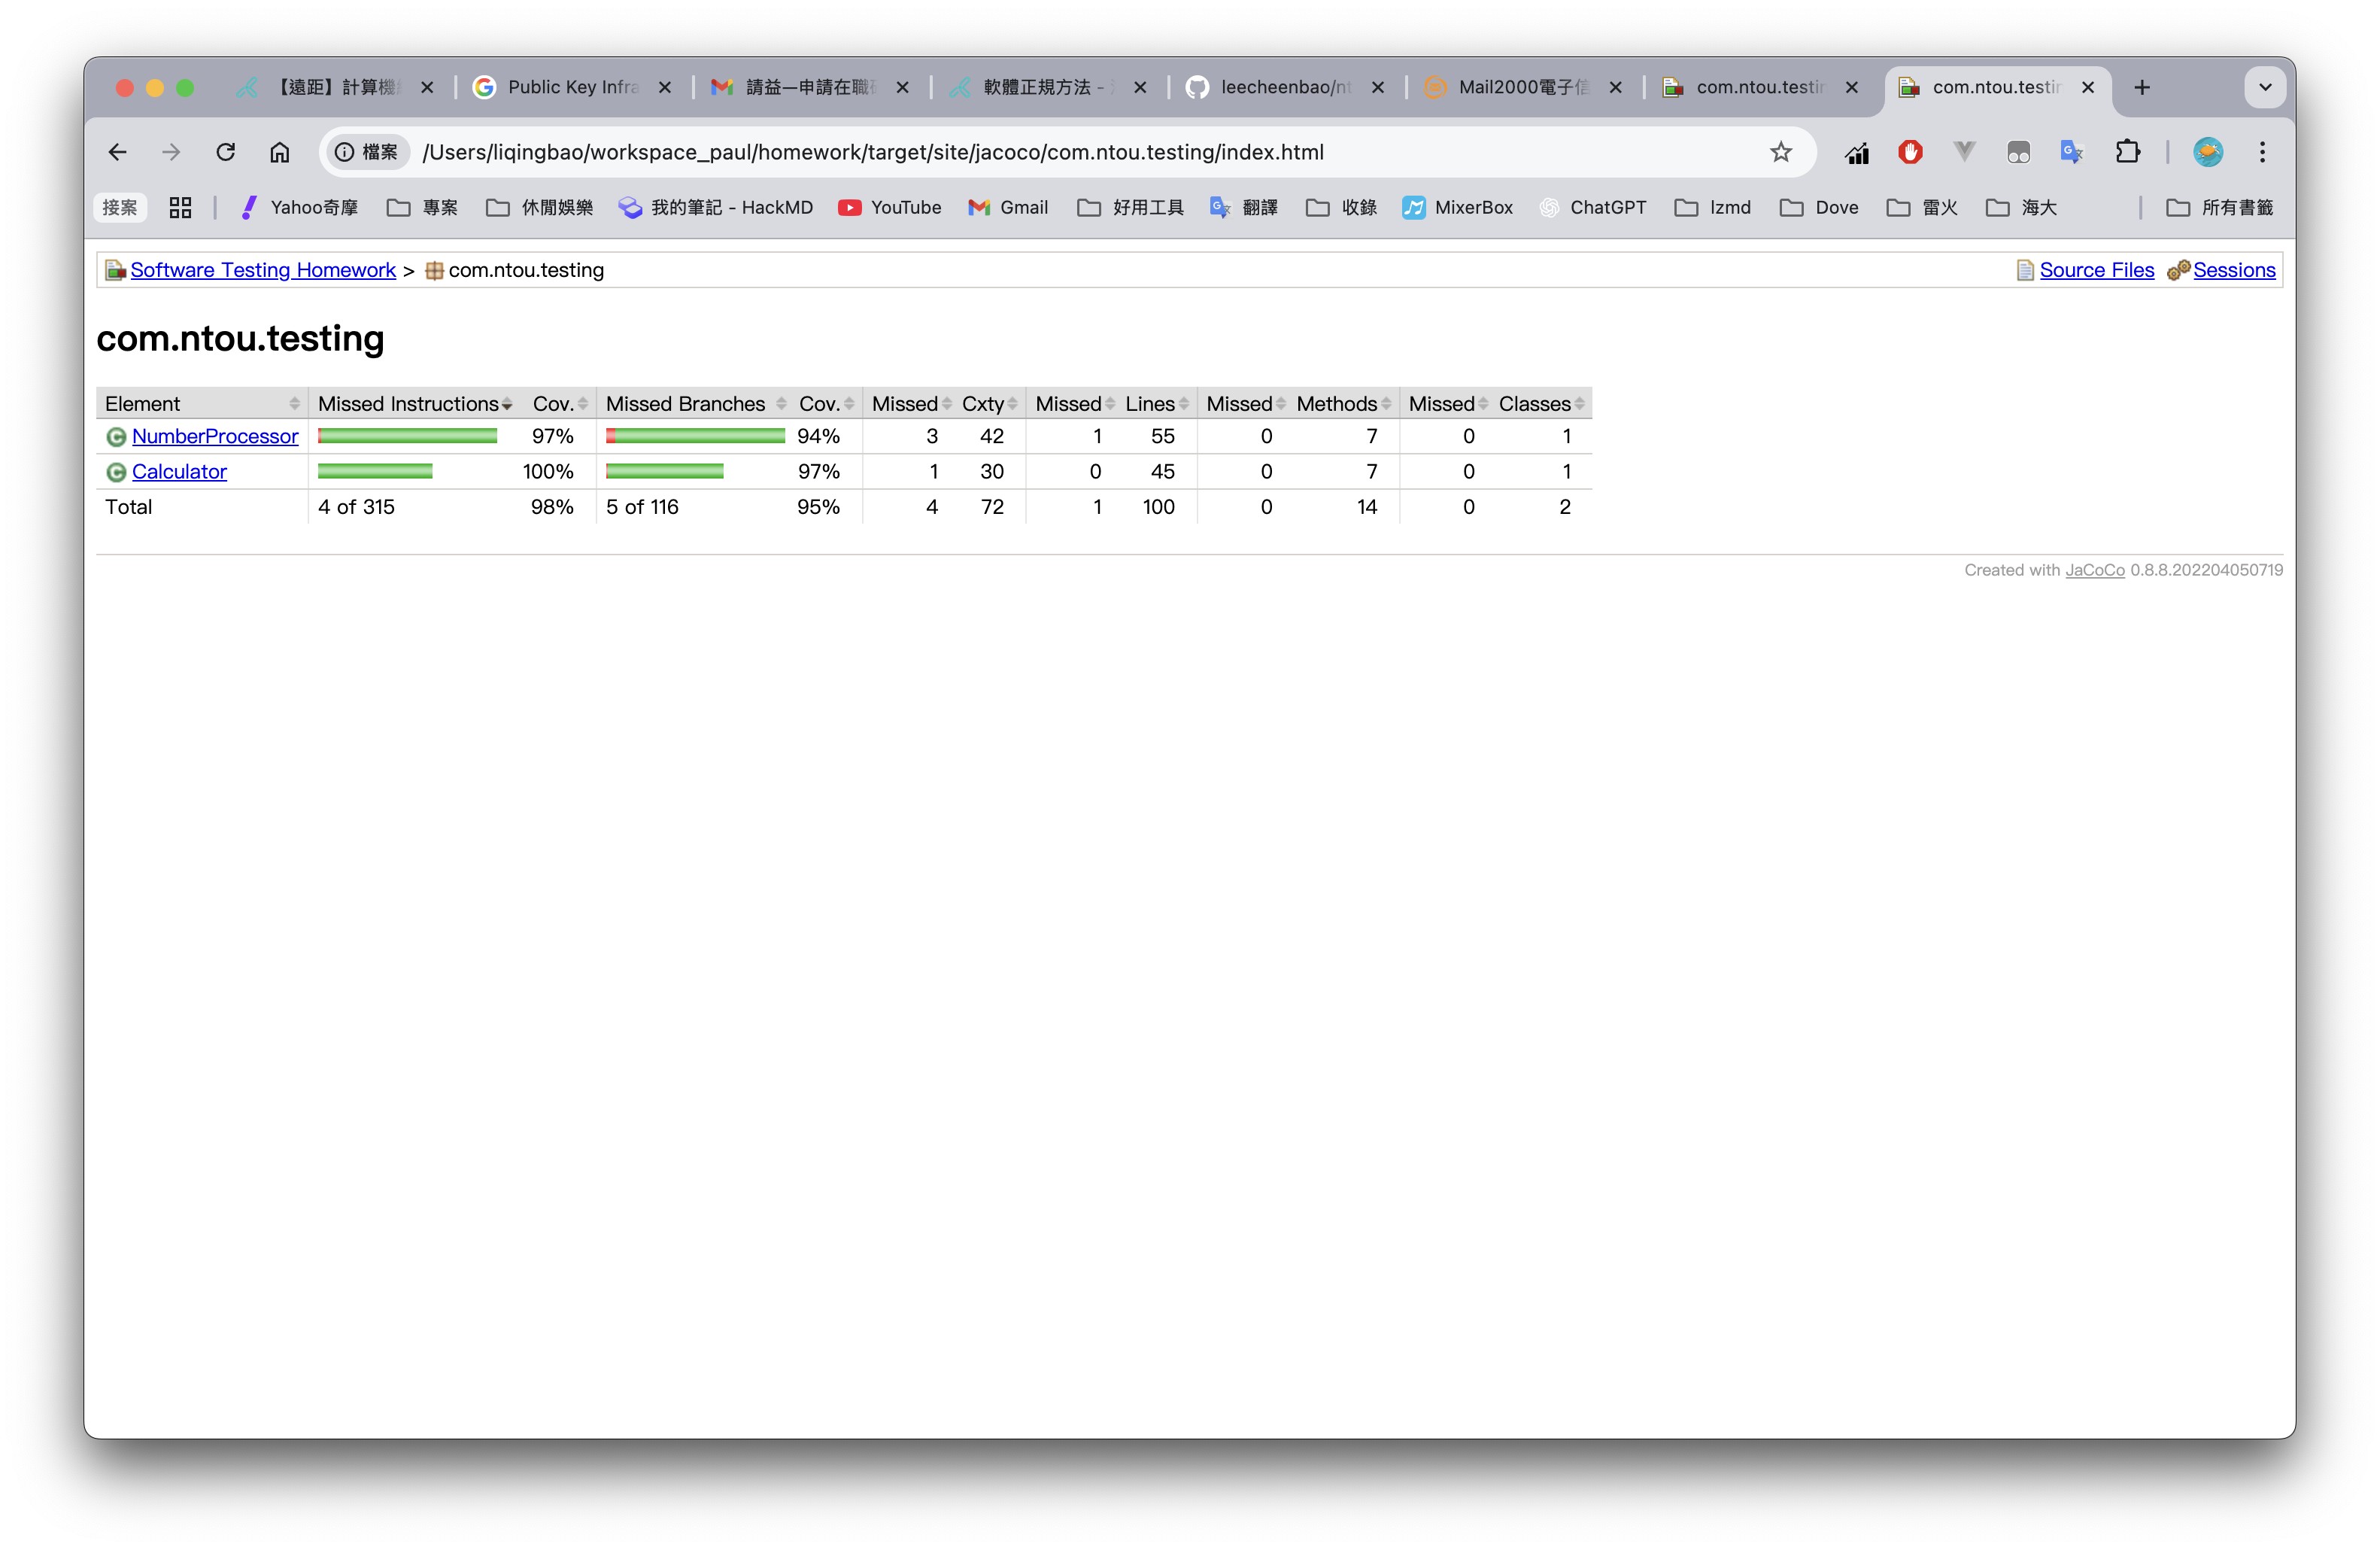 【遠距】計算機 Public Key Infra 請益—申請在職 軟體正規方法 - leecheenbao/nt Mail2000電子信 com.ntou.testin com.ntou.testin
檔案 /Users/liqingbao/workspace_paul/homework/target/site/jacoco/com.ntou.testing/index.html
接案 Yahoo奇摩 專案 休閒娛樂 我的筆記 - HackMD YouTube Gmail 好用工具 翻譯 收錄 MixerBox ChatGPT lzmd Dove 雷火 海大 所有書籤
Software Testing Homework > com.ntou.testing Source Files Sessions
com.ntou.testing
Element Missed Instructions Cov. Missed Branches Cov. Missed Cxty Missed Lines Missed Methods Missed Classes
NumberProcessor 97% 94% 3 42 1 55 0 7 0 1
Calculator 100% 97% 1 30 0 45 0 7 0 1
Total 4 of 315 98% 5 of 116 95% 4 72 1 100 0 14 0 2
Created with JaCoCo 0.8.8.202204050719